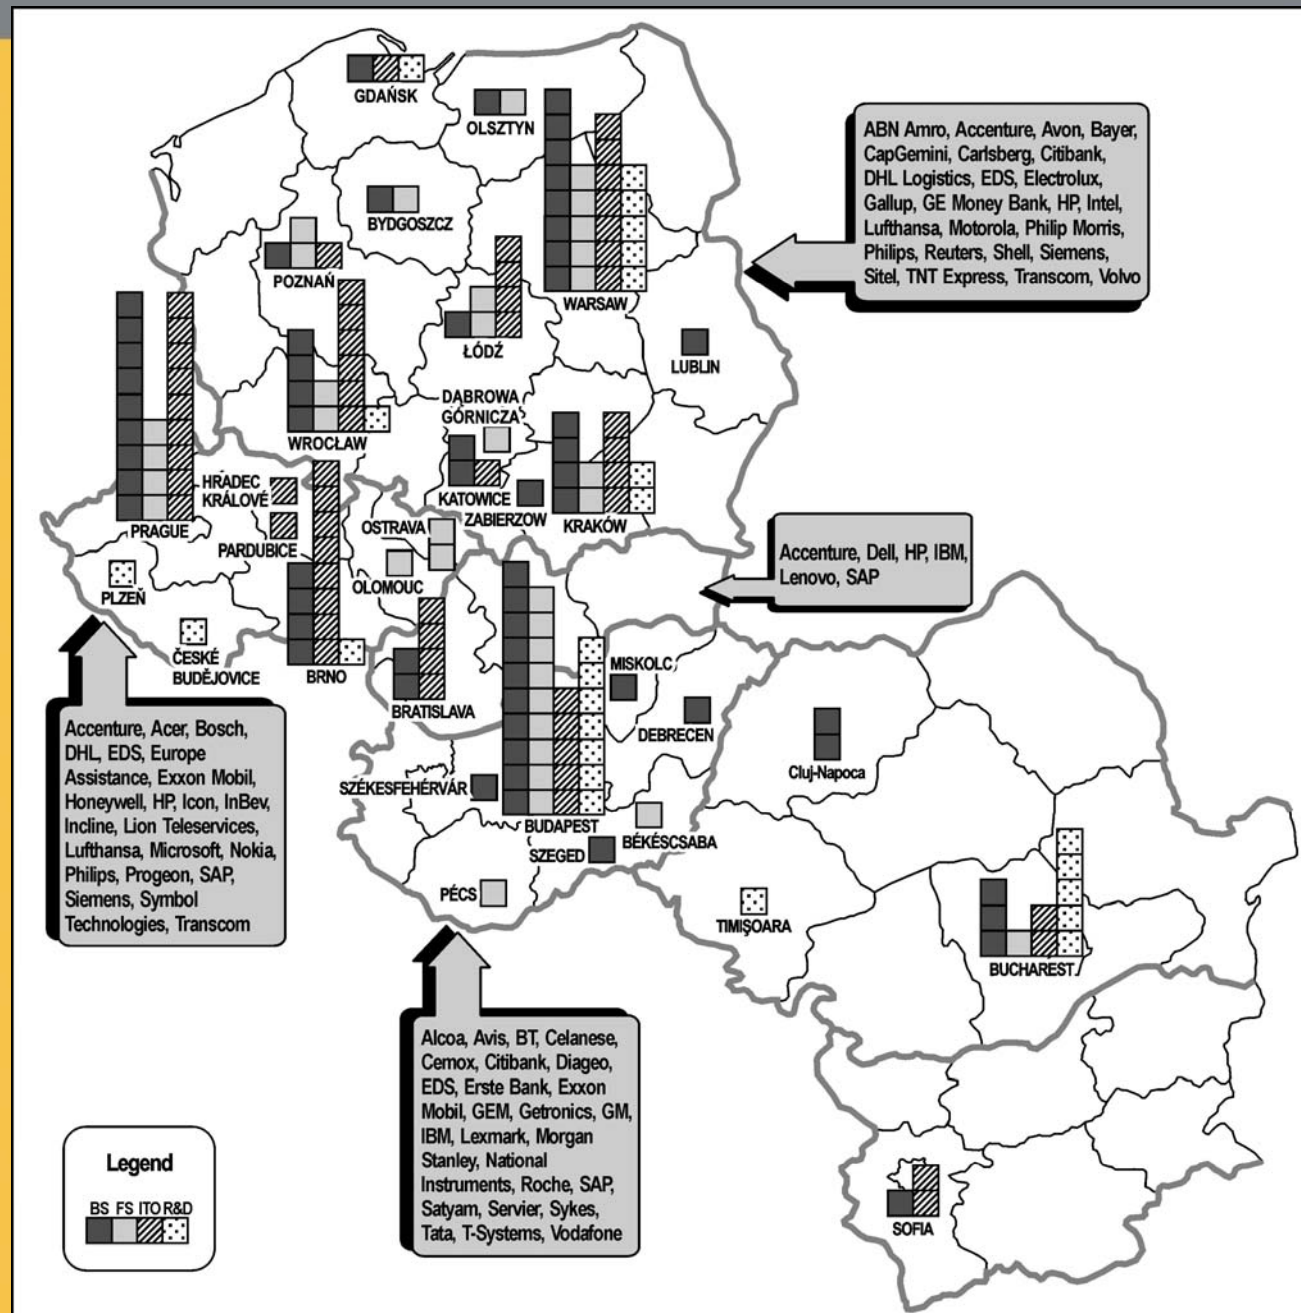 GDAŃSK
OLSZTYN
BYDGOSZCZ
POZNAŃ
WARSAW
ŁÓDŹ
LUBLIN
WROCŁAW
DĄBROWA
GÓRNICZA
KATOWICE
ZABIERZOW
KRAKÓW
ABN Amro, Accenture, Avon, Bayer,
CapGemini, Carlsberg, Citibank,
DHL Logistics, EDS, Electrolux,
Gallup, GE Money Bank, HP, Intel,
Lufthansa, Motorola, Philip Morris,
Philips, Reuters, Shell, Siemens,
Sitel, TNT Express, Transcom, Volvo
PRAGUE
HRADEC
KRÁLOVÉ
PARDUBICE
OSTRAVA
OLOMOUC
PLZEŇ
ČESKÉ
BUDĚJOVICE
BRNO
BRATISLAVA
Accenture, Dell, HP, IBM,
Lenovo, SAP
MISKOLC
DEBRECEN
SZÉKESFEHÉRVÁR
BUDAPEST
BÉKÉSCSABA
SZEGED
PÉCS
Cluj-Napoca
TIMIŞOARA
BUCHAREST
SOFIA
Accenture, Acer, Bosch,
DHL, EDS, Europe
Assistance, Exxon Mobil,
Honeywell, HP, Icon, InBev,
Incline, Lion Teleservices,
Lufthansa, Microsoft, Nokia,
Philips, Progeon, SAP,
Siemens, Symbol
Technologies, Transcom
Alcoa, Avis, BT, Celanese,
Cemox, Citibank, Diageo,
EDS, Erste Bank, Exxon
Mobil, GEM, Getronics, GM,
IBM, Lexmark, Morgan
Stanley, National
Instruments, Roche, SAP,
Satyam, Servier, Sykes,
Tata, T-Systems, Vodafone
Legend
BS FS ITO R&D